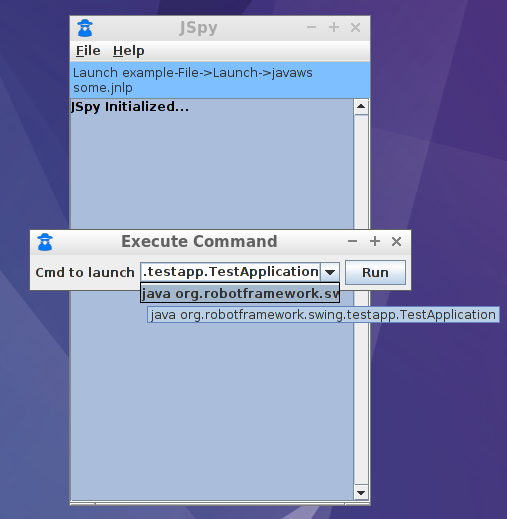 JSpy
File Help
Launch example-File->Launch->javaws
some.jnlp
JSpy Initialized...
Execute Command
Cmd to launch .testapp.TestApplication Run
java org.robotframework.sw
java org.robotframework.swing.testapp.TestApplication